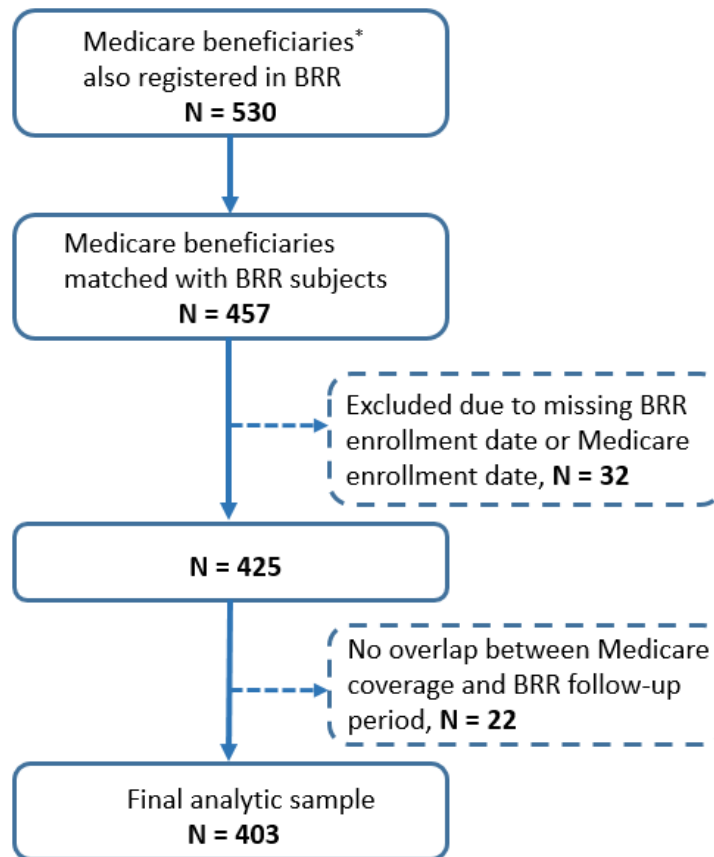 Medicare beneficiaries*
also registered in BRR
N = 530
Medicare beneficiaries
matched with BRR subjects
N = 457
Excluded due to missing BRR
enrollment date or Medicare
enrollment date, N = 32
N = 425
No overlap between Medicare
coverage and BRR follow-up
period, N = 22
Final analytic sample
N = 403